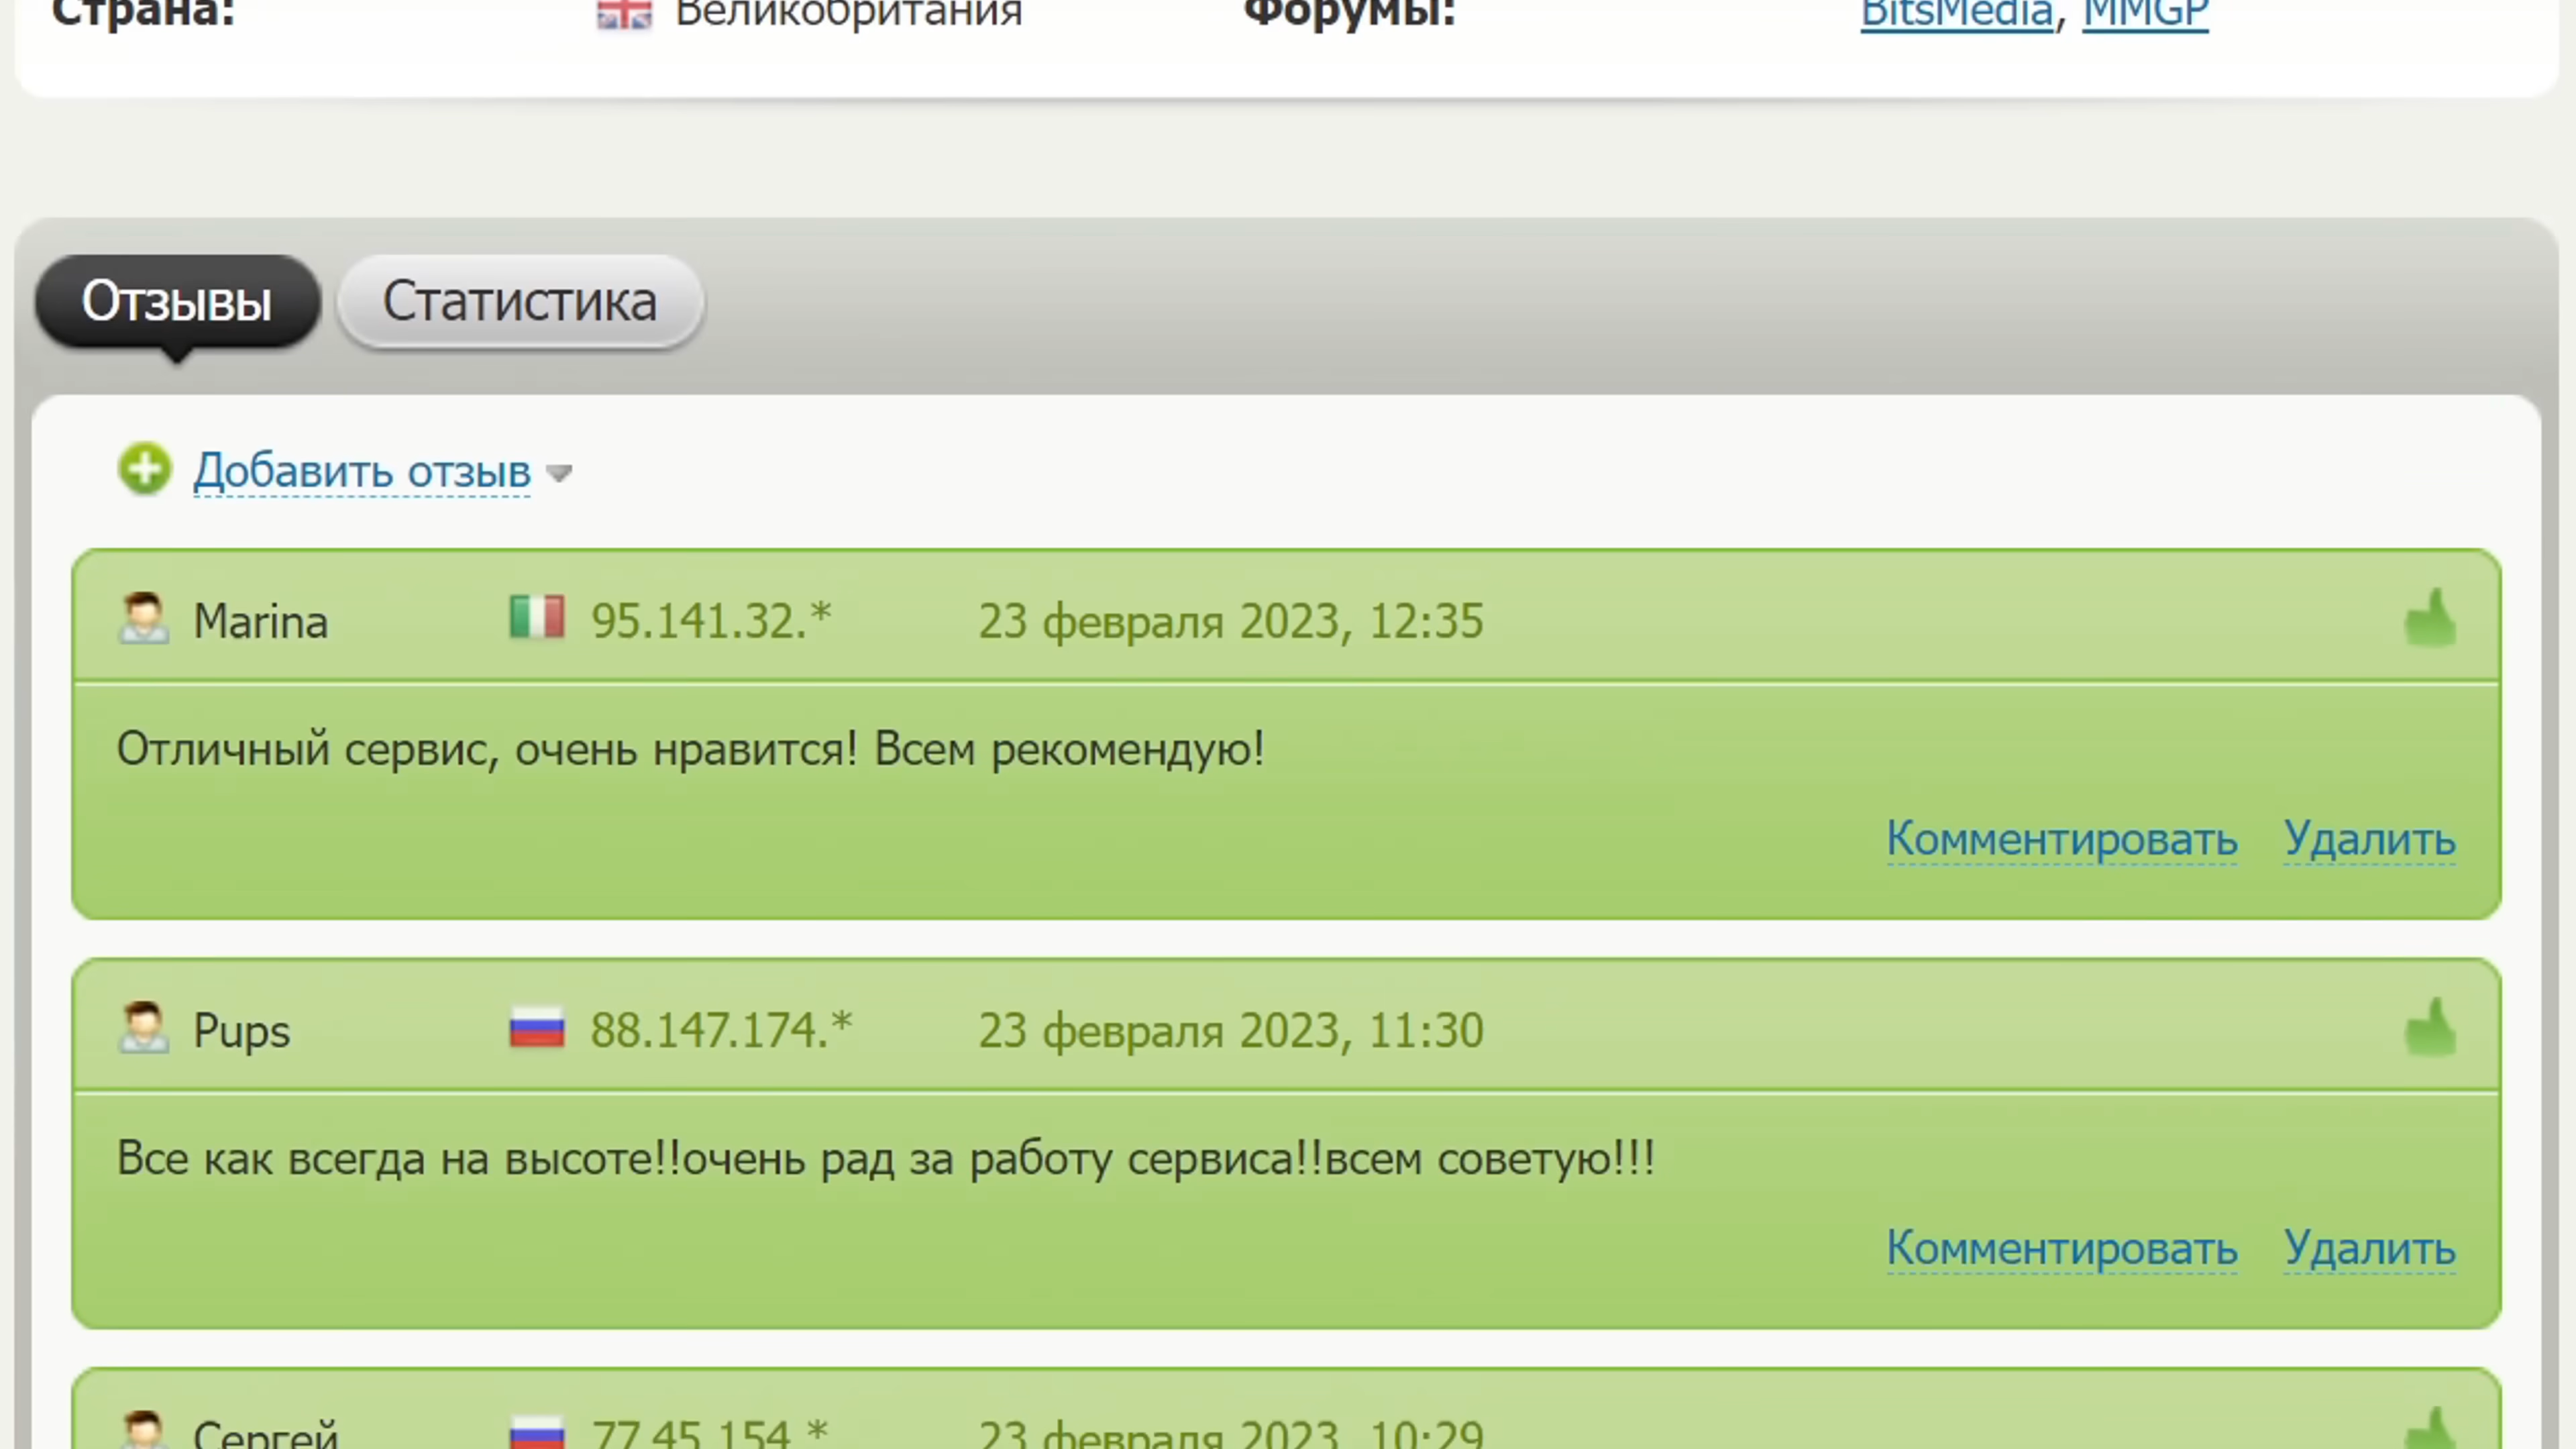 Страна: Великобритания Форумы: BitsMedia, MMGP
Отзывы Статистика
Добавить отзыв
Marina 95.141.32.* 23 февраля 2023, 12:35
Отличный сервис, очень нравится! Всем рекомендую!
Комментировать Удалить
Pups 88.147.174.* 23 февраля 2023, 11:30
Все как всегда на высоте!!очень рад за работу сервиса!!всем советую!!!
Комментировать Удалить
Сергей 77.45.154.* 23 февраля 2023, 10:29